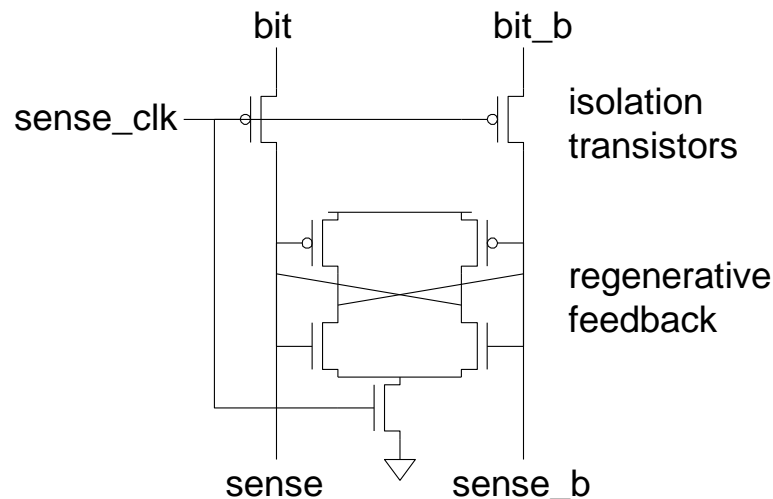 bit
bit_b
sense_clk
isolation
transistors
regenerative
feedback
sense
sense_b